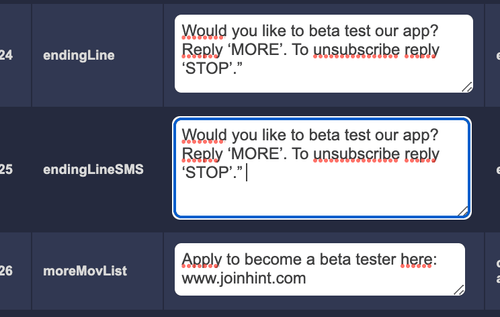 24
endingLine
Would you like to beta test our app?
Reply ‘MORE’. To unsubscribe reply
‘STOP’.”
25
endingLineSMS
Would you like to beta test our app?
Reply ‘MORE’. To unsubscribe reply
‘STOP’.”
26
moreMovList
Apply to become a beta tester here:
www.joinhint.com